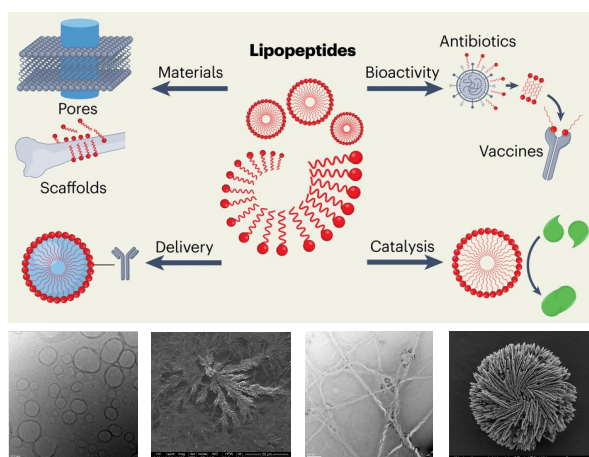 Lipopeptides
Materials
Bioactivity
Antibiotics
Pores
Vaccines
Scaffolds
Delivery
Catalysis